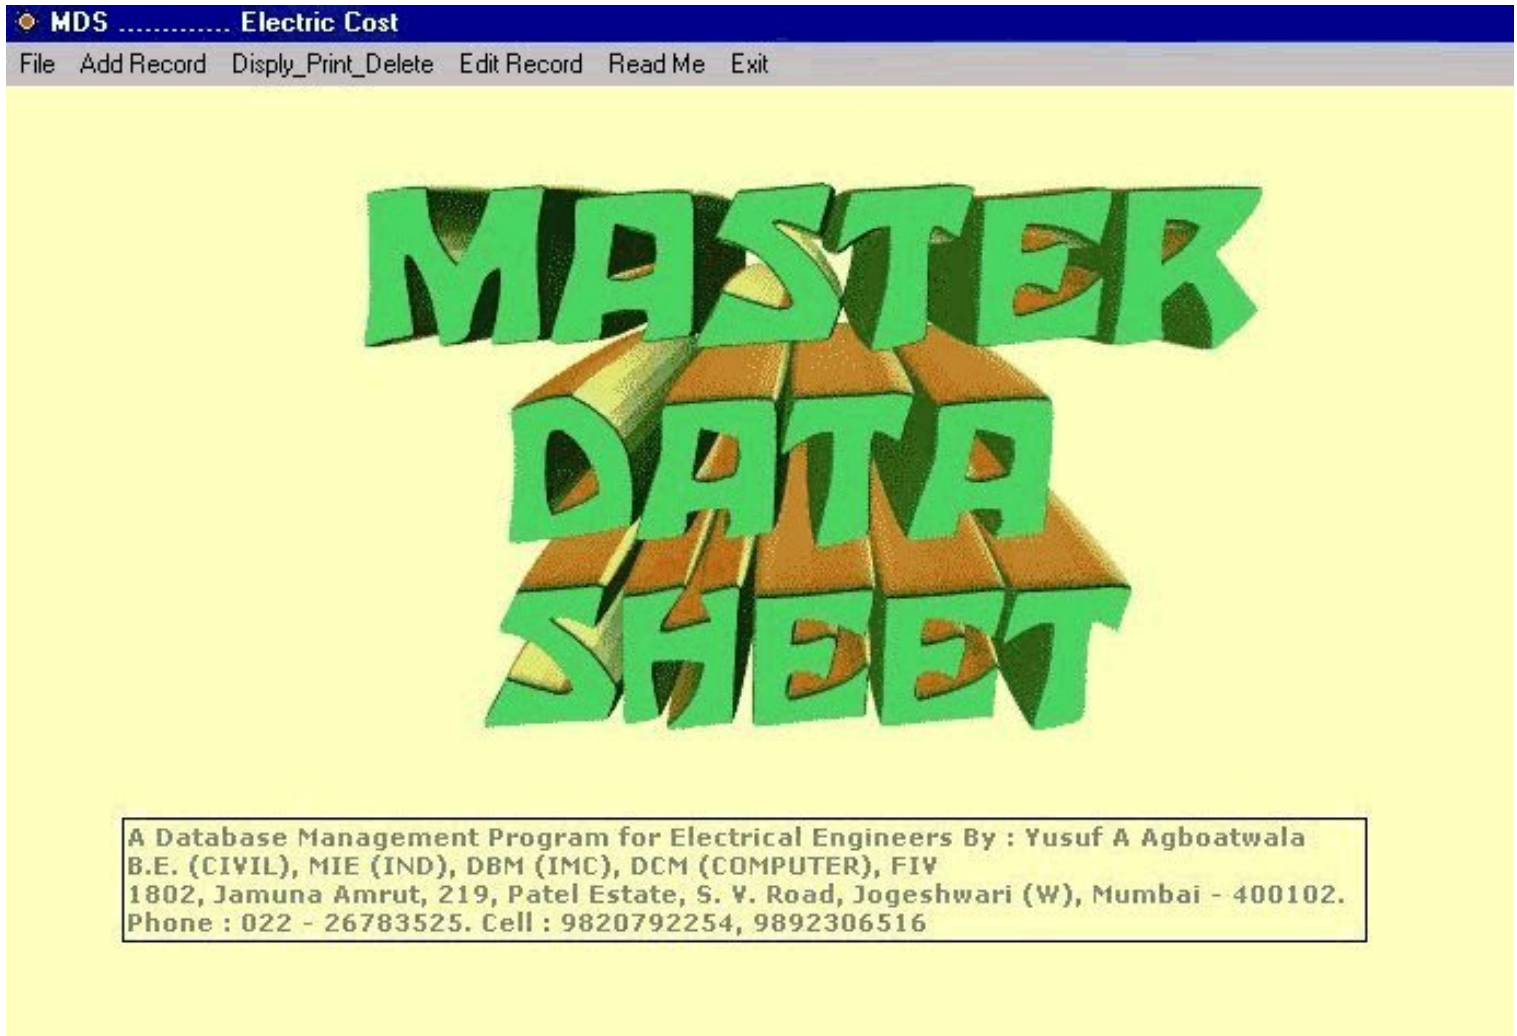 MDS ............. Electric Cost
File Add Record Disply_Print_Delete Edit Record Read Me Exit
MASTER
DATA
SHEET
A Database Management Program for Electrical Engineers By : Yusuf A Agboatwala
B.E. (CIVIL), MIE (IND), DBM (IMC), DCM (COMPUTER), FIV
1802, Jamuna Amrut, 219, Patel Estate, S. V. Road, Jogeshwari (W), Mumbai - 400102.
Phone : 022 - 26783525. Cell : 9820792254, 9892306516